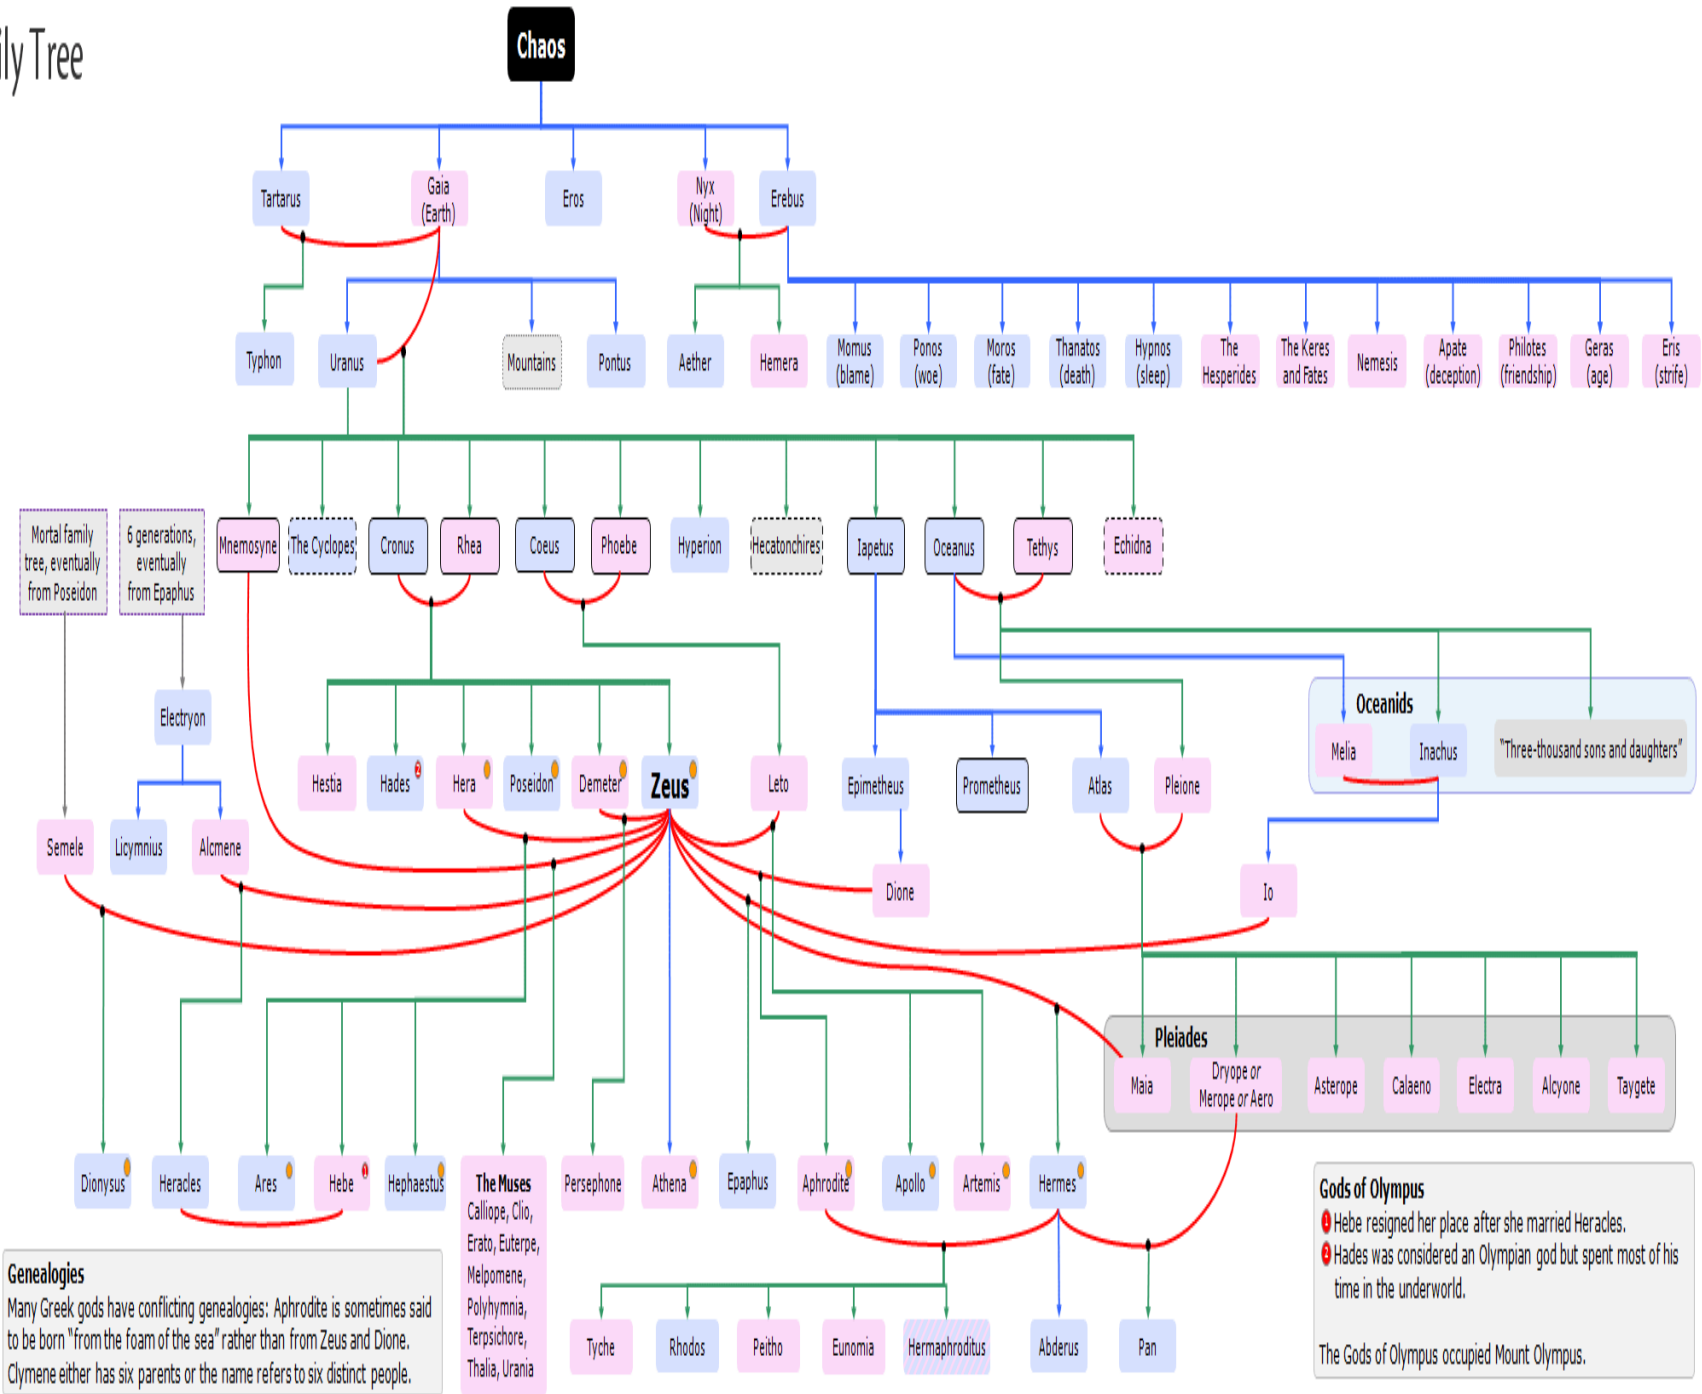 ily Tree
Chaos
Tartarus
Gaia
(Earth)
Eros
Nyx
(Night)
Erebus
Typhon
Uranus
Mountains
Pontus
Aether
Hemera
Momus
(blame)
Ponos
(woe)
Moros
(fate)
Thanatos
(death)
Hypnos
(sleep)
The
Hesperides
The Keres
and Fates
Nemesis
Apate
(deception)
Philotes
(friendship)
Geras
(age)
Eris
(strife)
Mortal family
tree, eventually
from Poseidon
6 generations,
eventually
from Epaphus
Mnemosyne
The Cyclopes
Cronus
Rhea
Coeus
Phoebe
Hyperion
Hecatonchires
Iapetus
Oceanus
Tethys
Echidna
Electryon
Oceanids
Melia
Inachus
"Three-thousand sons and daughters"
Hestia
Hades
2
Hera
Poseidon
Demeter
Zeus
Leto
Epimetheus
Prometheus
Atlas
Pleione
Semele
Licymnius
Alcmene
Dione
Io
Pleiades
Maia
Dryope or
Merope or Aero
Asterope
Calaeno
Electra
Alcyone
Taygete
Dionysus
Heracles
Ares
Hebe
1
Hephaestus
The Muses
Calliope, Clio,
Erato, Euterpe,
Melpomene,
Polyhymnia,
Terpsichore,
Thalia, Urania
Persephone
Athena
Epaphus
Aphrodite
Apollo
Artemis
Hermes
Tyche
Rhodos
Peitho
Eunomia
Hermaphroditus
Abderus
Pan
Genealogies
Many Greek gods have conflicting genealogies: Aphrodite is sometimes said
to be born "from the foam of the sea" rather than from Zeus and Dione.
Clymene either has six parents or the name refers to six distinct people.
Gods of Olympus
1 Hebe resigned her place after she married Heracles.
2 Hades was considered an Olympian god but spent most of his
time in the underworld.
The Gods of Olympus occupied Mount Olympus.